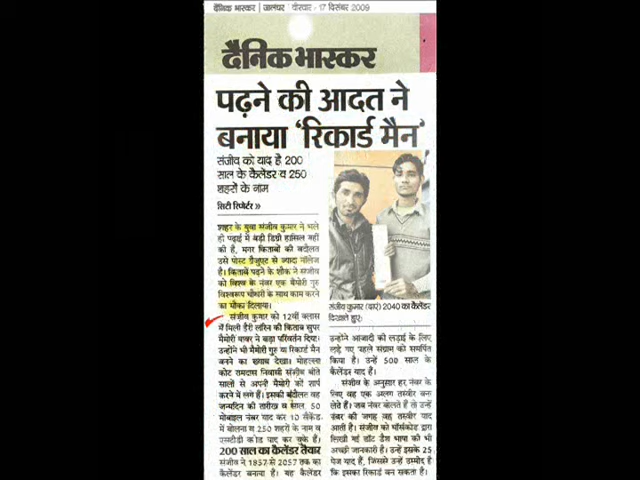 दैनिक भास्कर | जालंधर | वीरवार • 17 दिसंबर 2009
दैनिक भास्कर
पढ़ने की आदत ने
बनाया ‘रिकार्ड मैन’
संजीव को याद है 200
साल के कैलेंडर व 250
शहरों के नाम
सिटी रिपोर्टर »
शहर के युवा संजीव कुमार ने भले
ही पढ़ाई में बड़ी डिग्री हासिल नहीं
की है, मगर किताबों की बदौलत
उसे पोस्ट ग्रैजुएट से ज्यादा नॉलेज
है। किताबें पढ़ने के शौक ने संजीव
को विश्व के नंबर एक मैमोरी गुरु
विश्वरूप चौधरी के साथ काम करने
का मौका दिलाया।
संजीव कुमार को 12वीं क्लास
में मिली हैरी लॉरेन की किताब सुपर
मैमोरी पावर ने बड़ा परिवर्तन दिया।
उन्होंने भी मैमोरी गुरु या रिकार्ड मैन
बनने का ख्वाब देखा। मोहल्ला
कोट रामदास निवासी संजीव बीते
सालों से अपनी मैमोरी को शार्प
करने में लगे हैं। इसकी बदौलत वह
जन्मदिन की तारीख व साल, 50
मोबाइल नंबर याद कर 10 सैकेंड
में बोलना व 250 शहरों के नाम व
एसटीडी कोड याद कर चुके हैं।
200 साल का कैलेंडर तैयार
संजीव ने 1857 से 2057 तक का
कैलेंडर बनाया है। यह कैलेंडर
संजीव कुमार (बाएं) 2040 का कैलेंडर
दिखाते हुए।
उन्होंने आजादी की लड़ाई के लिए
लड़े गए पहले संग्राम को समर्पित
किया है। उन्हें 500 साल के
कैलेंडर याद हैं।
संजीव के अनुसार हर नंबर के
लिए वह एक अलग तस्वीर बना
लेते हैं। जब नंबर बोलते हैं तो उन्हें
नंबर की जगह वह तस्वीर याद
आती है। संजीव को मॉर्सकोड द्वारा
लिखी गई डॉट डैश भाषा की भी
अच्छी जानकारी है। उन्हें इसके 25
पेज याद हैं, जिससे उन्हें उम्मीद है
कि इसका रिकार्ड बन सकता है।